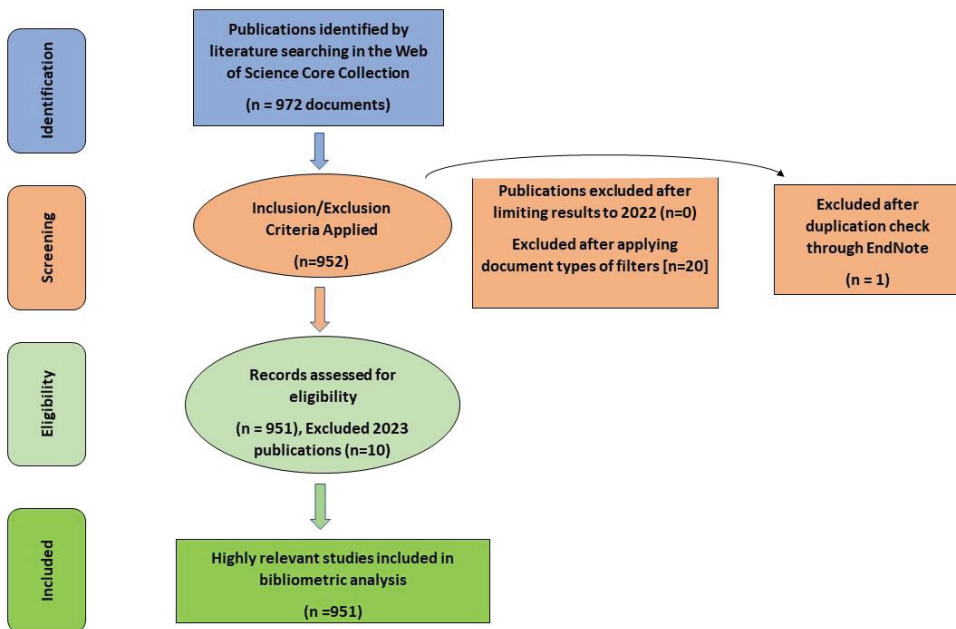 Identification
Publications identified by
literature searching in the Web
of Science Core Collection
(n = 972 documents)
Screening
Inclusion/Exclusion
Criteria Applied
(n=952)
Publications excluded after
limiting results to 2022 (n=0)
Excluded after applying
document types of filters [n=20]
Excluded after
duplication check
through EndNote
(n = 1)
Eligibility
Records assessed for
eligibility
(n = 951), Excluded 2023
publications (n=10)
Included
Highly relevant studies included in
bibliometric analysis
(n =951)